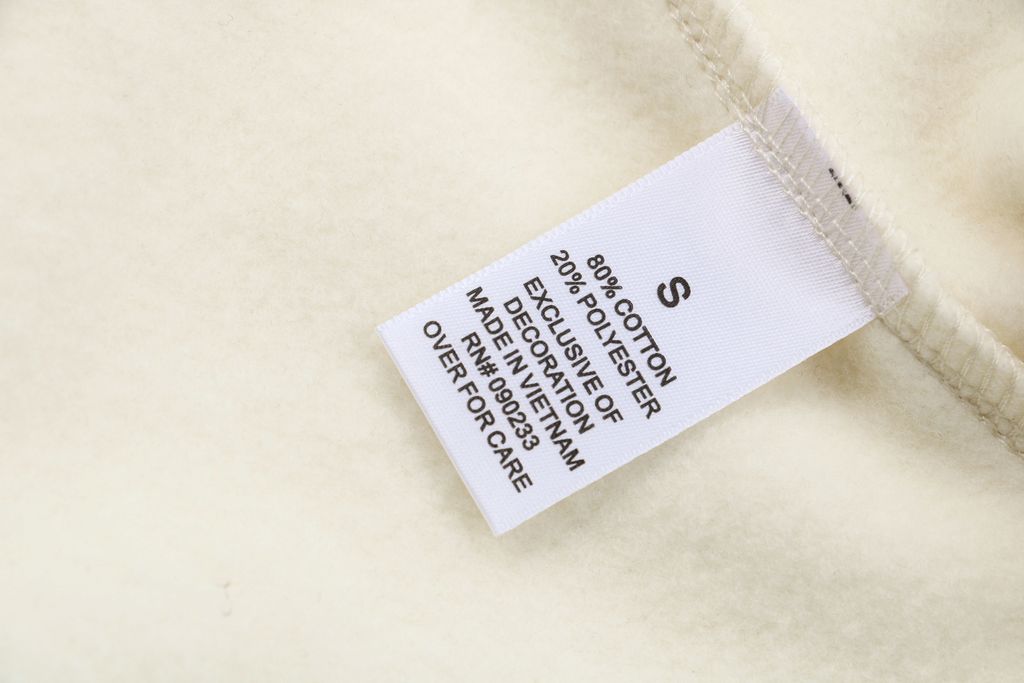 S
80% COTTON
20% POLYESTER
EXCLUSIVE OF
DECORATION
MADE IN VIETNAM
RN# 090233
OVER FOR CARE